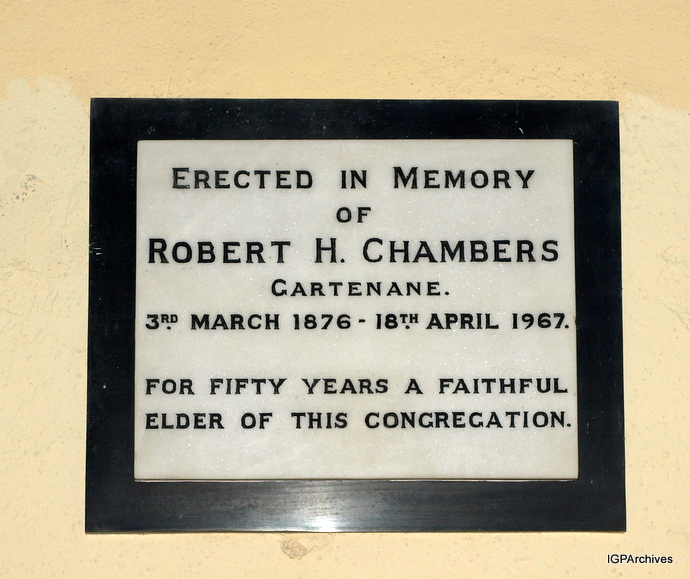 ERECTED IN MEMORY
OF
ROBERT H. CHAMBERS
GARTENANE.
3RD MARCH 1876 - 18TH APRIL 1967.
FOR FIFTY YEARS A FAITHFUL
ELDER OF THIS CONGREGATION.
IGPArchives